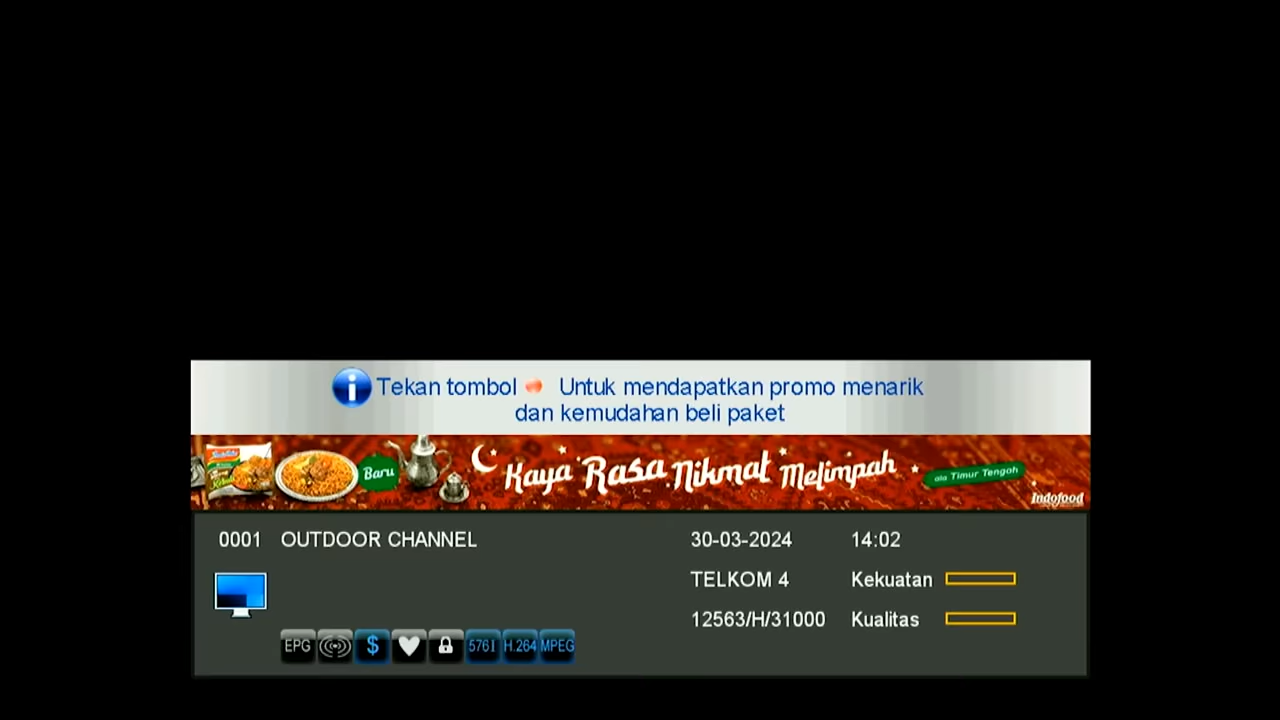 Tekan tombol Untuk mendapatkan promo menarik
dan kemudahan beli paket
Baru
Kaya Rasa Nikmat Melimpah
ala Timur Tengah
Indofood
0001 OUTDOOR CHANNEL
30-03-2024 14:02
TELKOM 4 Kekuatan
12563/H/31000 Kualitas
EPG $ 576I H.264 MPEG